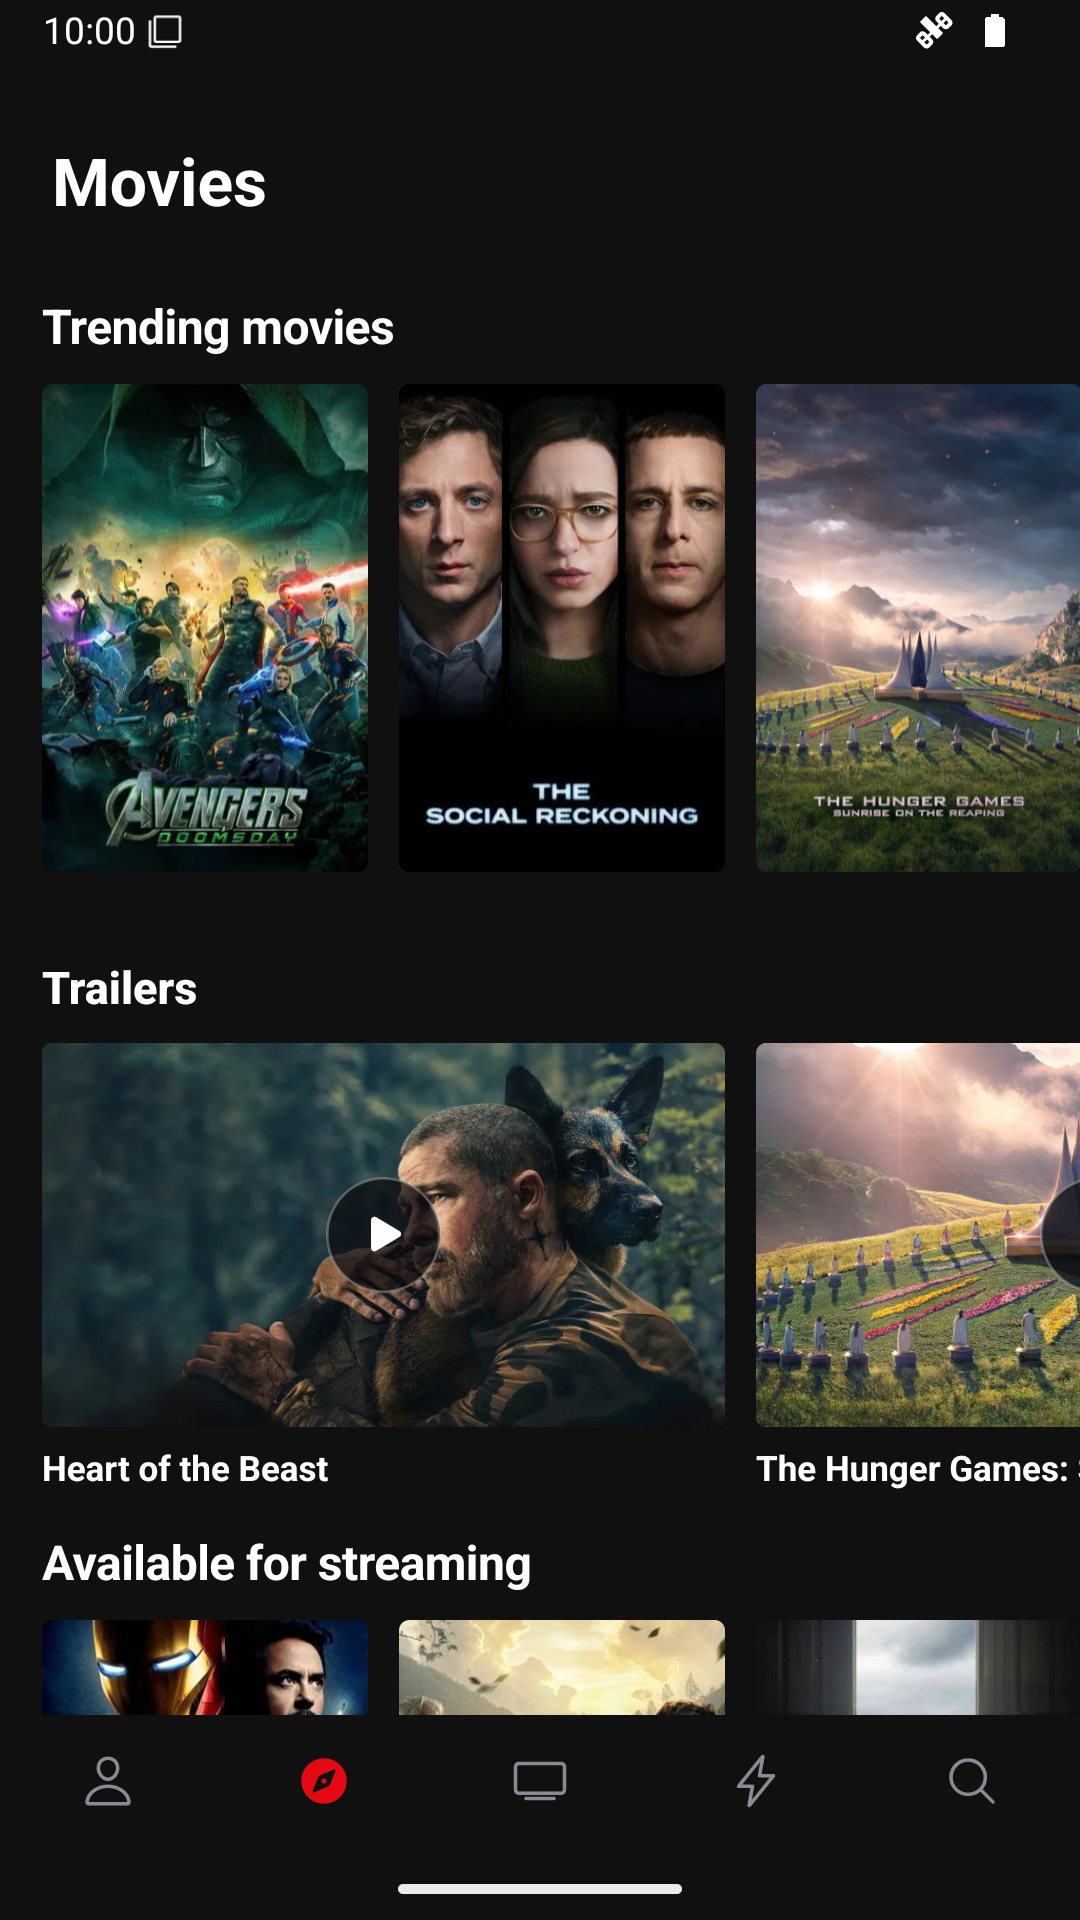 10:00
Movies
Trending movies
AVENGERS
DOOMSDAY
THE
SOCIAL RECKONING
THE HUNGER GAMES
SUNRISE ON THE REAPING
Trailers
Heart of the Beast
The Hunger Games:
Available for streaming